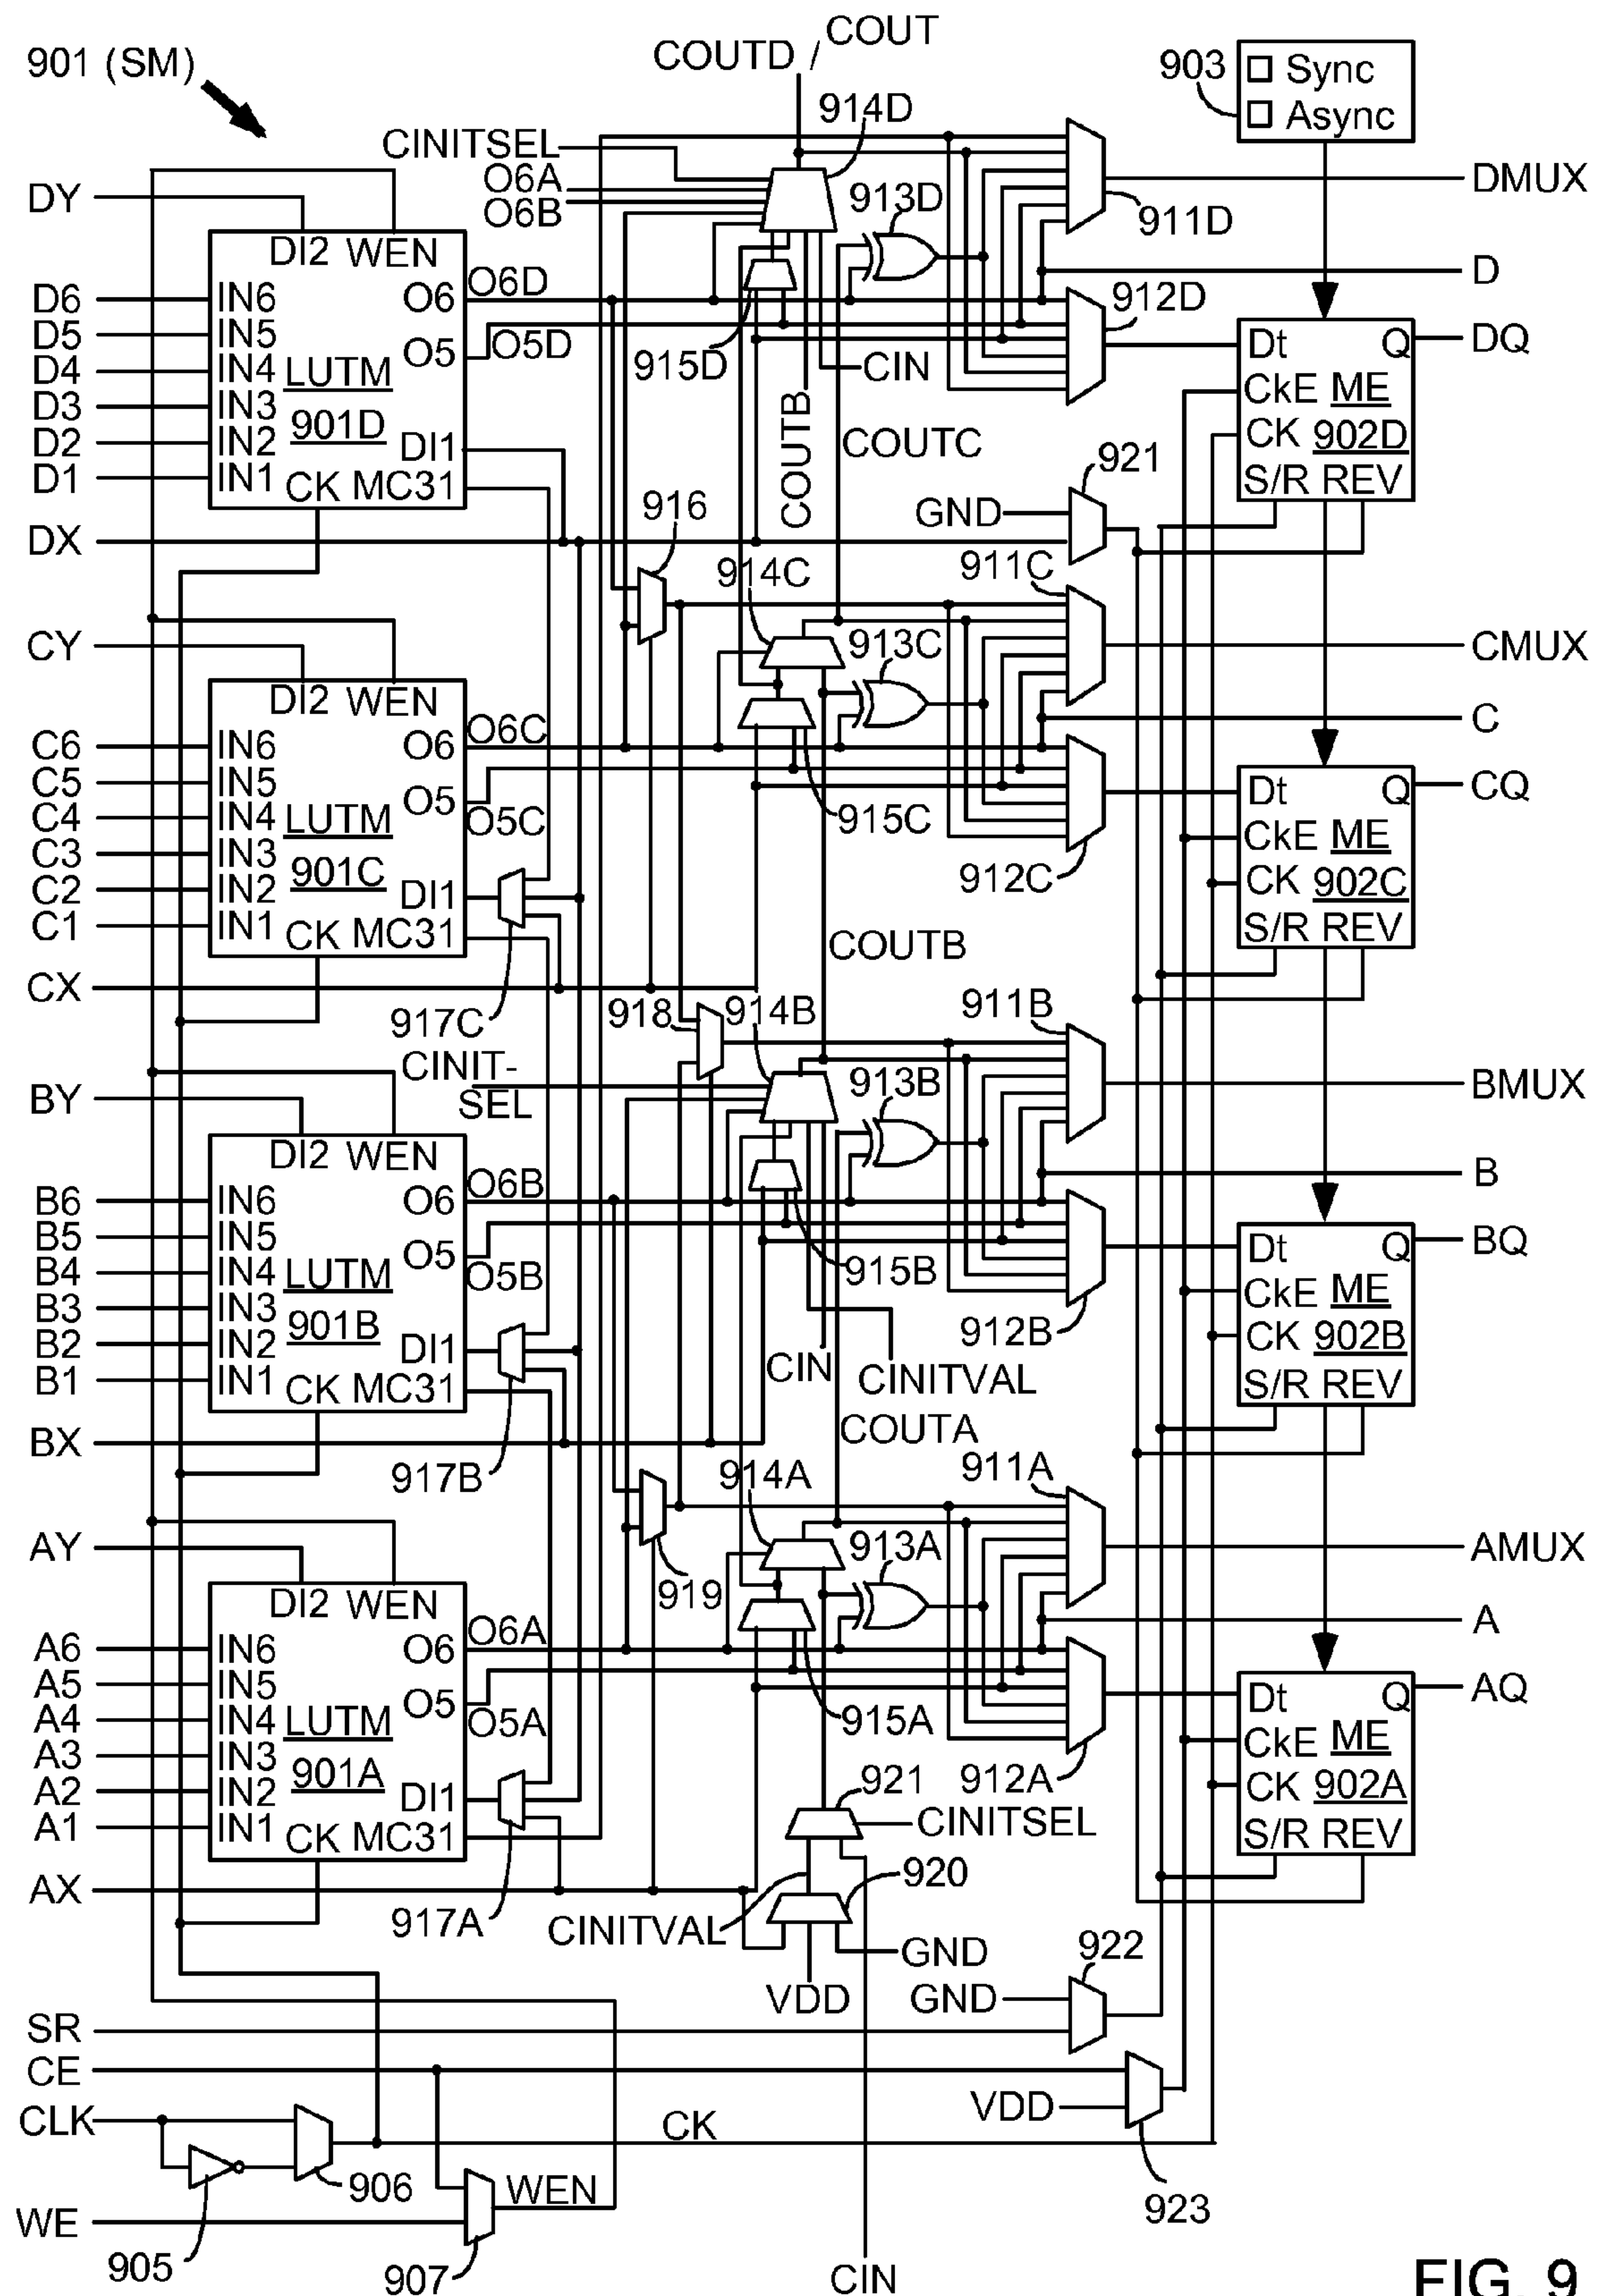 901 (SM)
COUTD / COUT
903
Sync
Async
914D
CINITSEL
O6A
O6B
913D
911D
DMUX
DY
DI2 WEN
D
D6
D5
D4
D3
D2
D1
IN6
IN5
IN4
IN3
IN2
IN1
LUTM
901D
O6
O5
DI1
CK MC31
O6D
O5D
915D
CIN
COUTB
COUTC
912D
Dt Q
CkE ME
CK 902D
S/R REV
DQ
921
GND
DX
916
914C
911C
913C
CMUX
CY
DI2 WEN
C
C6
C5
C4
C3
C2
C1
IN6
IN5
IN4
IN3
IN2
IN1
LUTM
901C
O6
O5
DI1
CK MC31
O6C
O5C
915C
912C
Dt Q
CkE ME
CK 902C
S/R REV
CQ
COUTB
CX
917C
918
914B
911B
CINIT-
SEL
913B
BMUX
BY
DI2 WEN
B
B6
B5
B4
B3
B2
B1
IN6
IN5
IN4
IN3
IN2
IN1
LUTM
901B
O6
O5
DI1
CK MC31
O6B
O5B
915B
912B
CIN
CINITVAL
Dt Q
CkE ME
CK 902B
S/R REV
BQ
COUTA
BX
917B
914A
911A
913A
919
AMUX
AY
DI2 WEN
A
A6
A5
A4
A3
A2
A1
IN6
IN5
IN4
IN3
IN2
IN1
LUTM
901A
O6
O5
DI1
CK MC31
O6A
O5A
915A
912A
Dt Q
CkE ME
CK 902A
S/R REV
AQ
921
CINITSEL
920
AX
917A
CINITVAL
GND
VDD
922
GND
SR
CE
VDD
CLK
CK
906
WEN
923
WE
905
907
CIN
FIG. 9